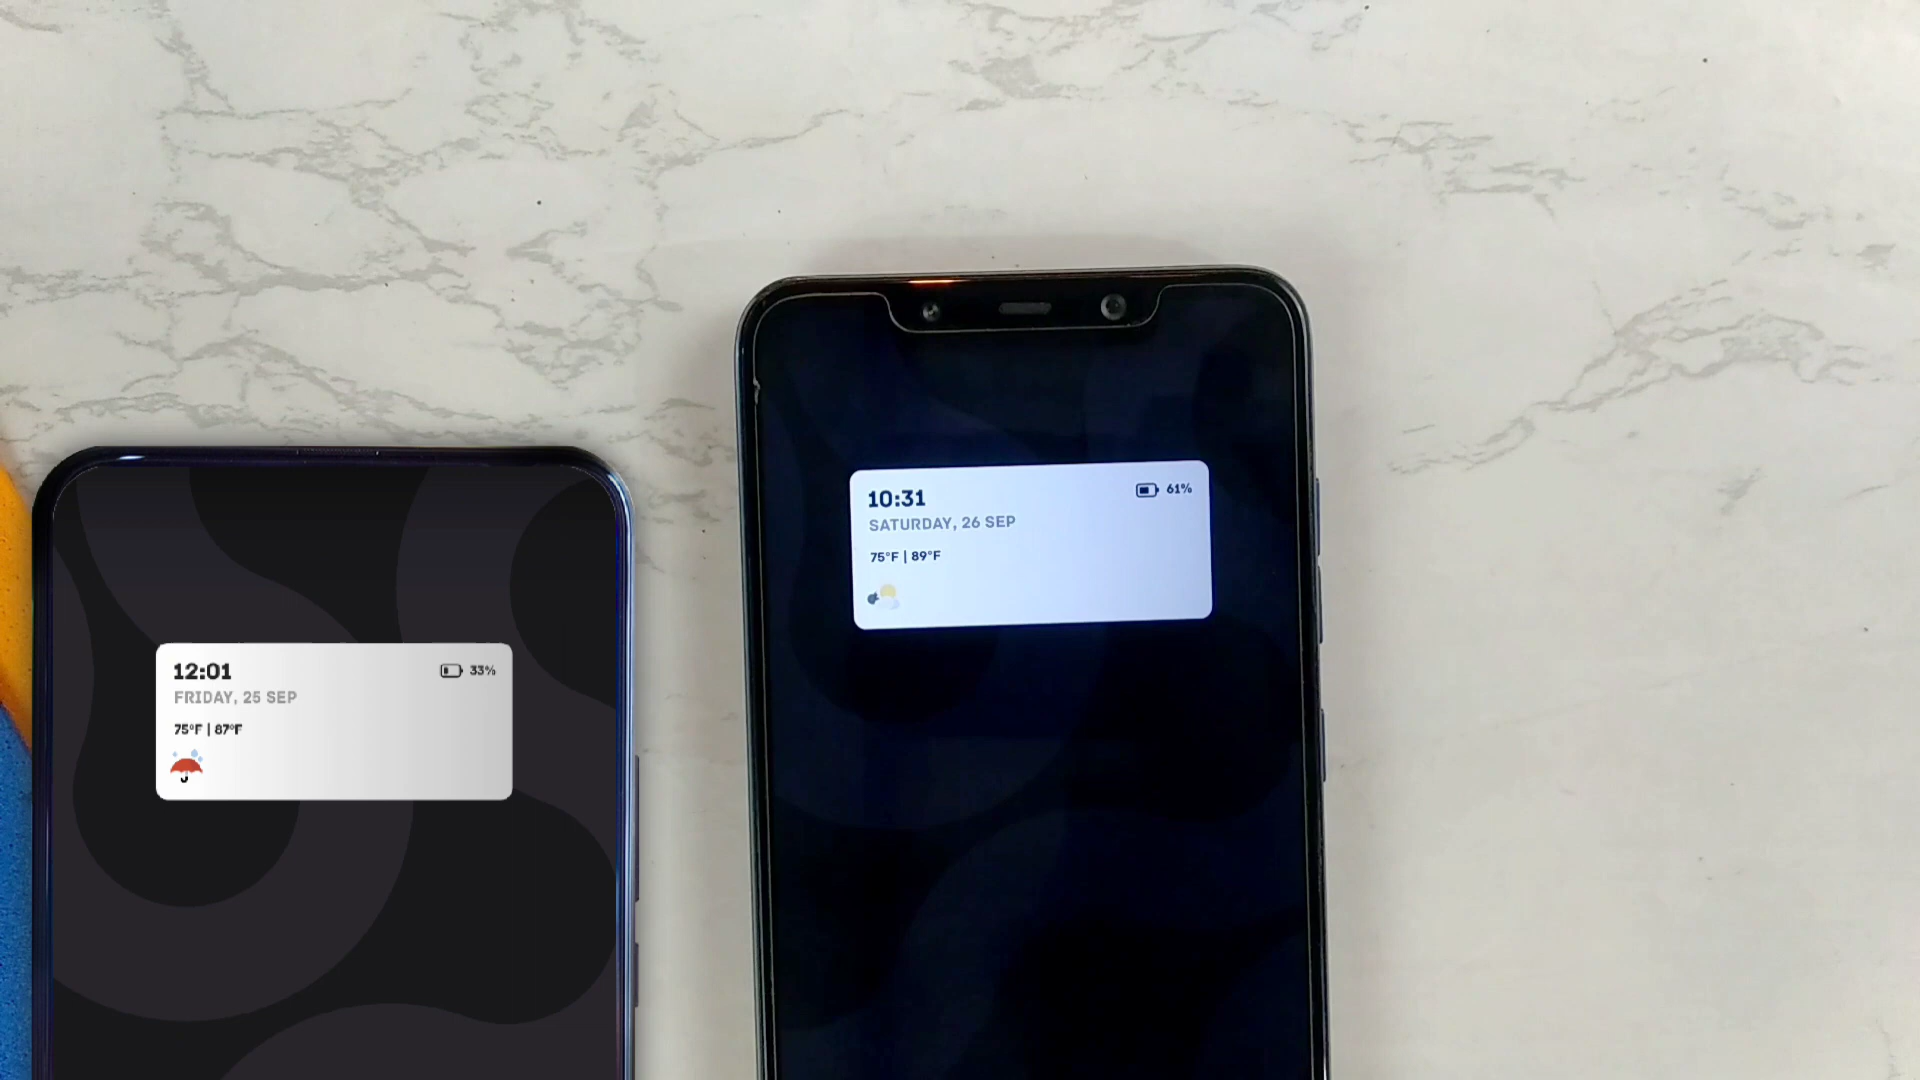 12:01
33%
FRIDAY, 25 SEP
75°F | 87°F
10:31
61%
SATURDAY, 26 SEP
75°F | 89°F